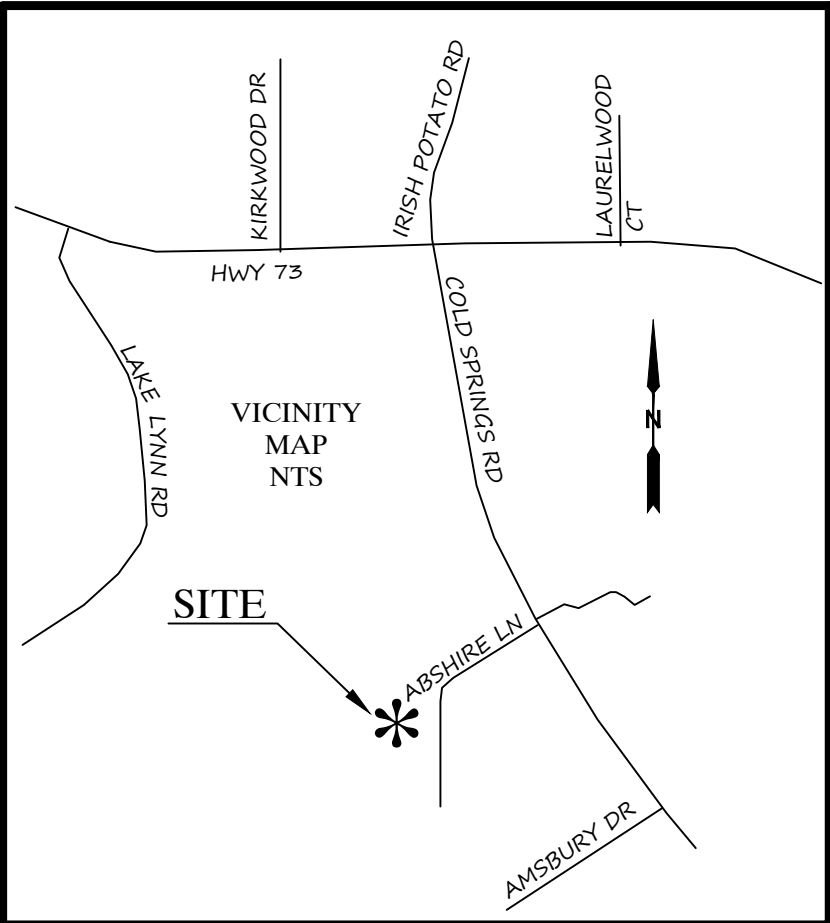 KIRKWOOD DR
IRISH POTATO RD
LAURELWOOD
CT
HWY 73
COLD SPRINGS RD
LAKE LYNN RD
VICINITY
MAP
NTS
N
SITE
ABSHIRE LN
AMSBURY DR